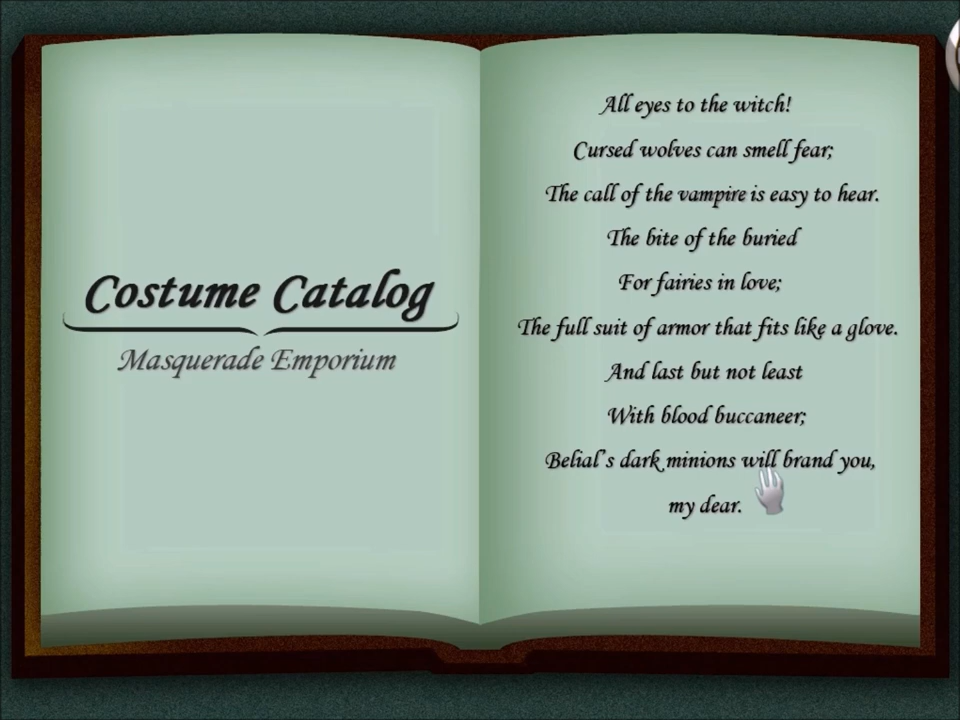 Costume Catalog
Masquerade Emporium
All eyes to the witch!
Cursed wolves can smell fear;
The call of the vampire is easy to hear.
The bite of the buried
For fairies in love;
The full suit of armor that fits like a glove.
And last but not least
With blood buccaneer;
Belial's dark minions will brand you,
my dear.